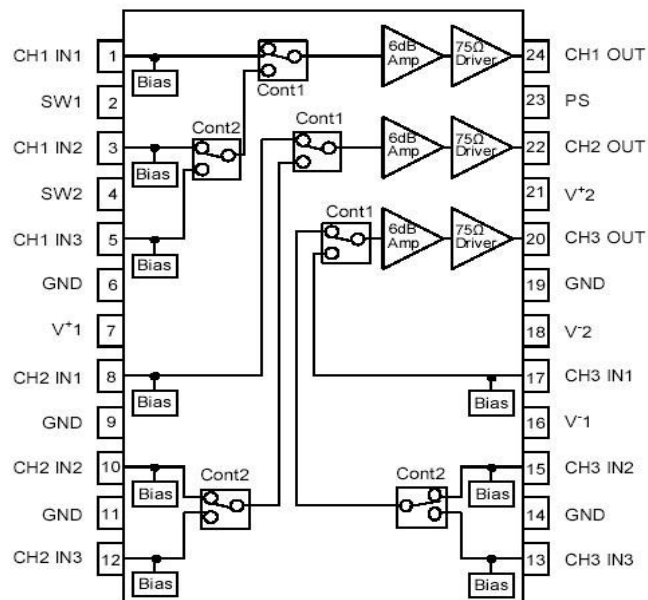 CH1 IN1 1 Bias Cont1 6dB Amp 75Ω Driver 24 CH1 OUT
SW1 2 23 PS
CH1 IN2 3 Bias Cont2 Cont1 6dB Amp 75Ω Driver 22 CH2 OUT
SW2 4 21 V+2
CH1 IN3 5 Bias Cont1 6dB Amp 75Ω Driver 20 CH3 OUT
GND 6 19 GND
V+1 7 18 V-2
CH2 IN1 8 Bias Bias 17 CH3 IN1
GND 9 16 V-1
CH2 IN2 10 Bias Cont2 Cont2 Bias 15 CH3 IN2
GND 11 14 GND
CH2 IN3 12 Bias Bias 13 CH3 IN3